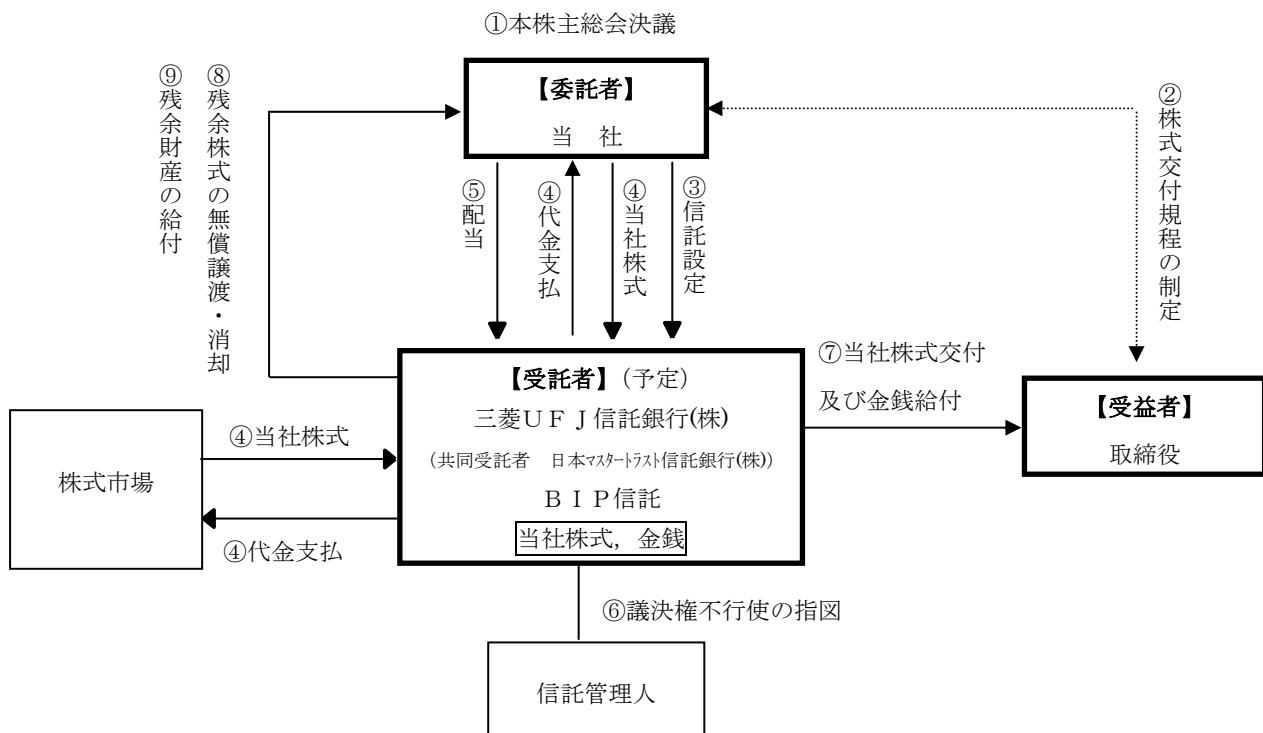 ①本株主総会決議
【委託者】
当 社
⑨残余財産の給付
⑧残余株式の無償譲渡・消却
⑤配当
④代金支払
④当社株式
③信託設定
②株式交付規程の制定
【受託者】(予定)
三菱UFJ信託銀行(株)
(共同受託者 日本ﾏｽﾀｰﾄﾗｽﾄ信託銀行(株))
BIP信託
当社株式，金銭
⑦当社株式交付
及び金銭給付
【受益者】
取締役
株式市場
④当社株式
④代金支払
⑥議決権不行使の指図
信託管理人